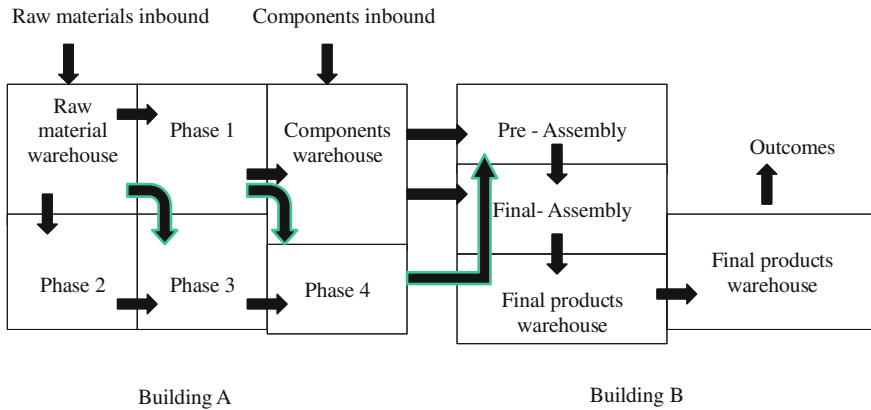 Raw materials inbound
Components inbound
Raw
material
warehouse
Phase 1
Components
warehouse
Pre - Assembly
Outcomes
Final- Assembly
Phase 2
Phase 3
Phase 4
Final products
warehouse
Final products
warehouse
Building A
Building B